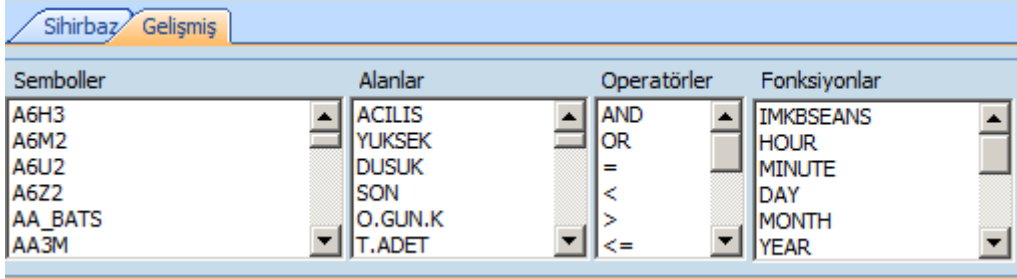 Sihirbaz Gelişmiş
Semboller Alanlar Operatörler Fonksiyonlar
A6H3 ACILIS AND IMKBSEANS
A6M2 YUKSEK OR HOUR
A6U2 DUSUK = MINUTE
A6Z2 SON < DAY
AA_BATS O.GUN.K > MONTH
AA3M T.ADET <= YEAR